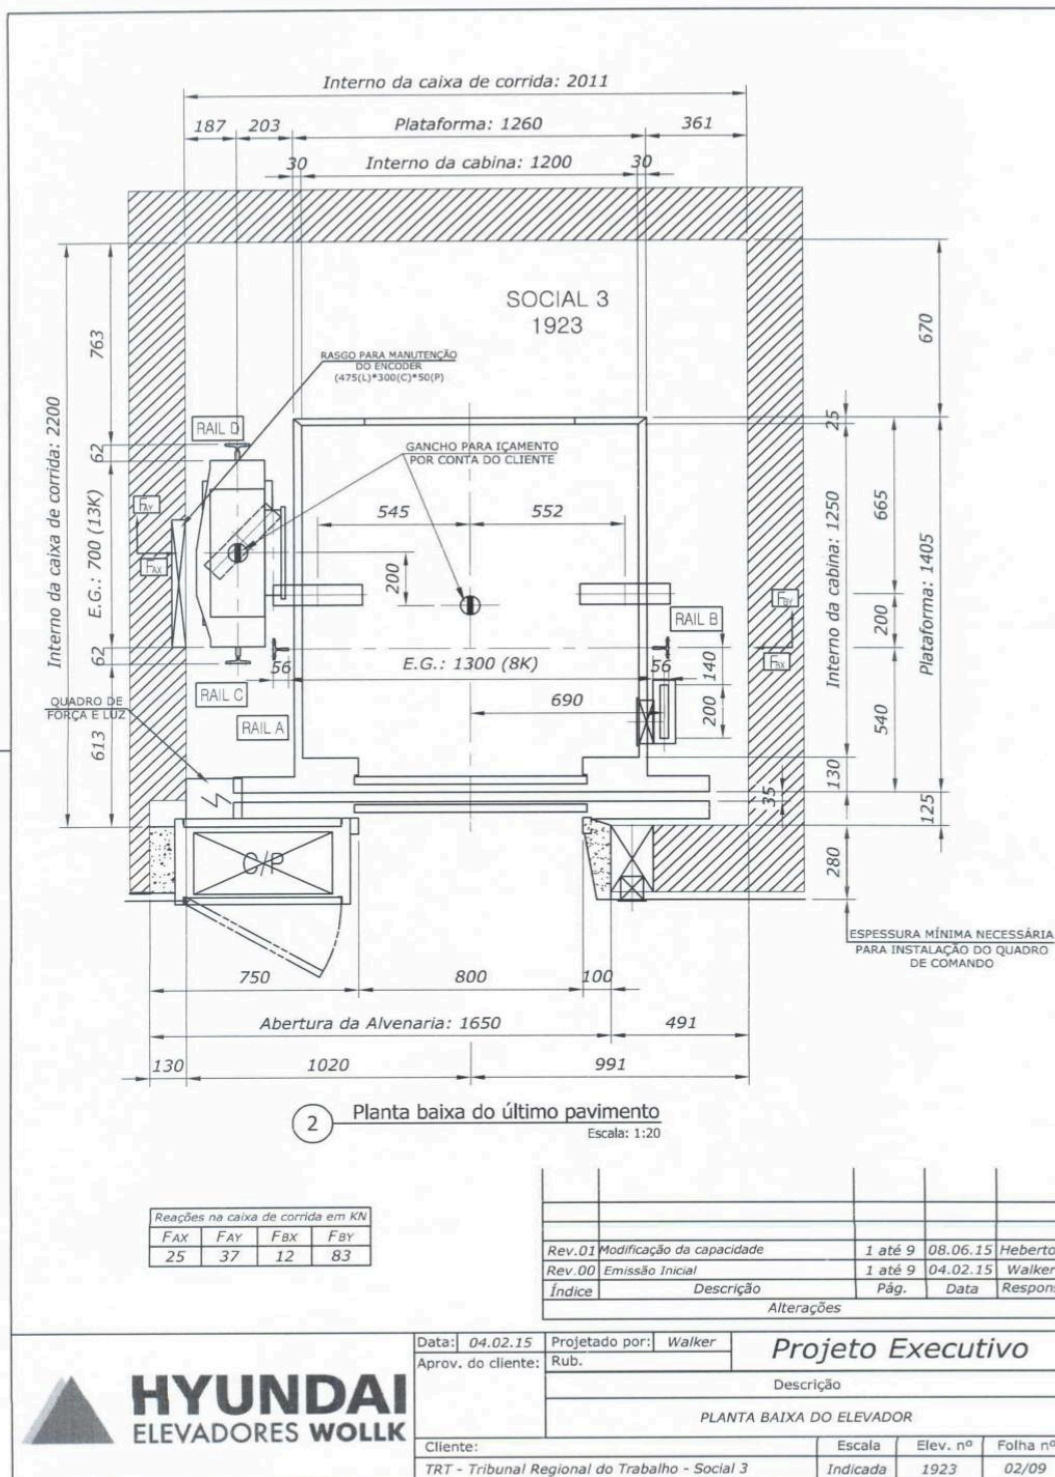 Interno da caixa de corrida: 2011
187 203 Plataforma: 1260 361
30 Interno da cabina: 1200 30
SOCIAL 3
1923
763
670
RASGO PARA MANUTENÇÃO
DO ENCODER
(475(L)*300(C)*50(P)
Interno da caixa de corrida: 2200
RAIL D
25
GANCHO PARA IÇAMENTO
POR CONTA DO CLIENTE
62
FAY
545 552
665
Interno da cabina: 1250
Plataforma: 1405
E.G.: 700 (13K)
FAX
200
FBY
200
RAIL B
62
56 E.G.: 1300 (8K) 56
140
FAX
RAIL C
QUADRO DE
FORÇA E LUZ
690
200
540
RAIL A
613
130
35
125
C/P
280
ESPESSURA MÍNIMA NECESSÁRIA
PARA INSTALAÇÃO DO QUADRO
DE COMANDO
750 800 100
Abertura da Alvenaria: 1650 491
130 1020 991
2 Planta baixa do último pavimento
Escala: 1:20
Reações na caixa de corrida em KN
FAX FAY FBX FBY
25 37 12 83
Rev.01 Modificação da capacidade 1 até 9 08.06.15 Heberto
Rev.00 Emissão Inicial 1 até 9 04.02.15 Walker
Índice Descrição Pág. Data Respons
Alterações
Data: 04.02.15 Projetado por: Walker Projeto Executivo
Aprov. do cliente: Rub.
Descrição
HYUNDAI
ELEVADORES WOLLK
PLANTA BAIXA DO ELEVADOR
Cliente: Escala Elev. nº Folha nº
TRT - Tribunal Regional do Trabalho - Social 3 Indicada 1923 02/09